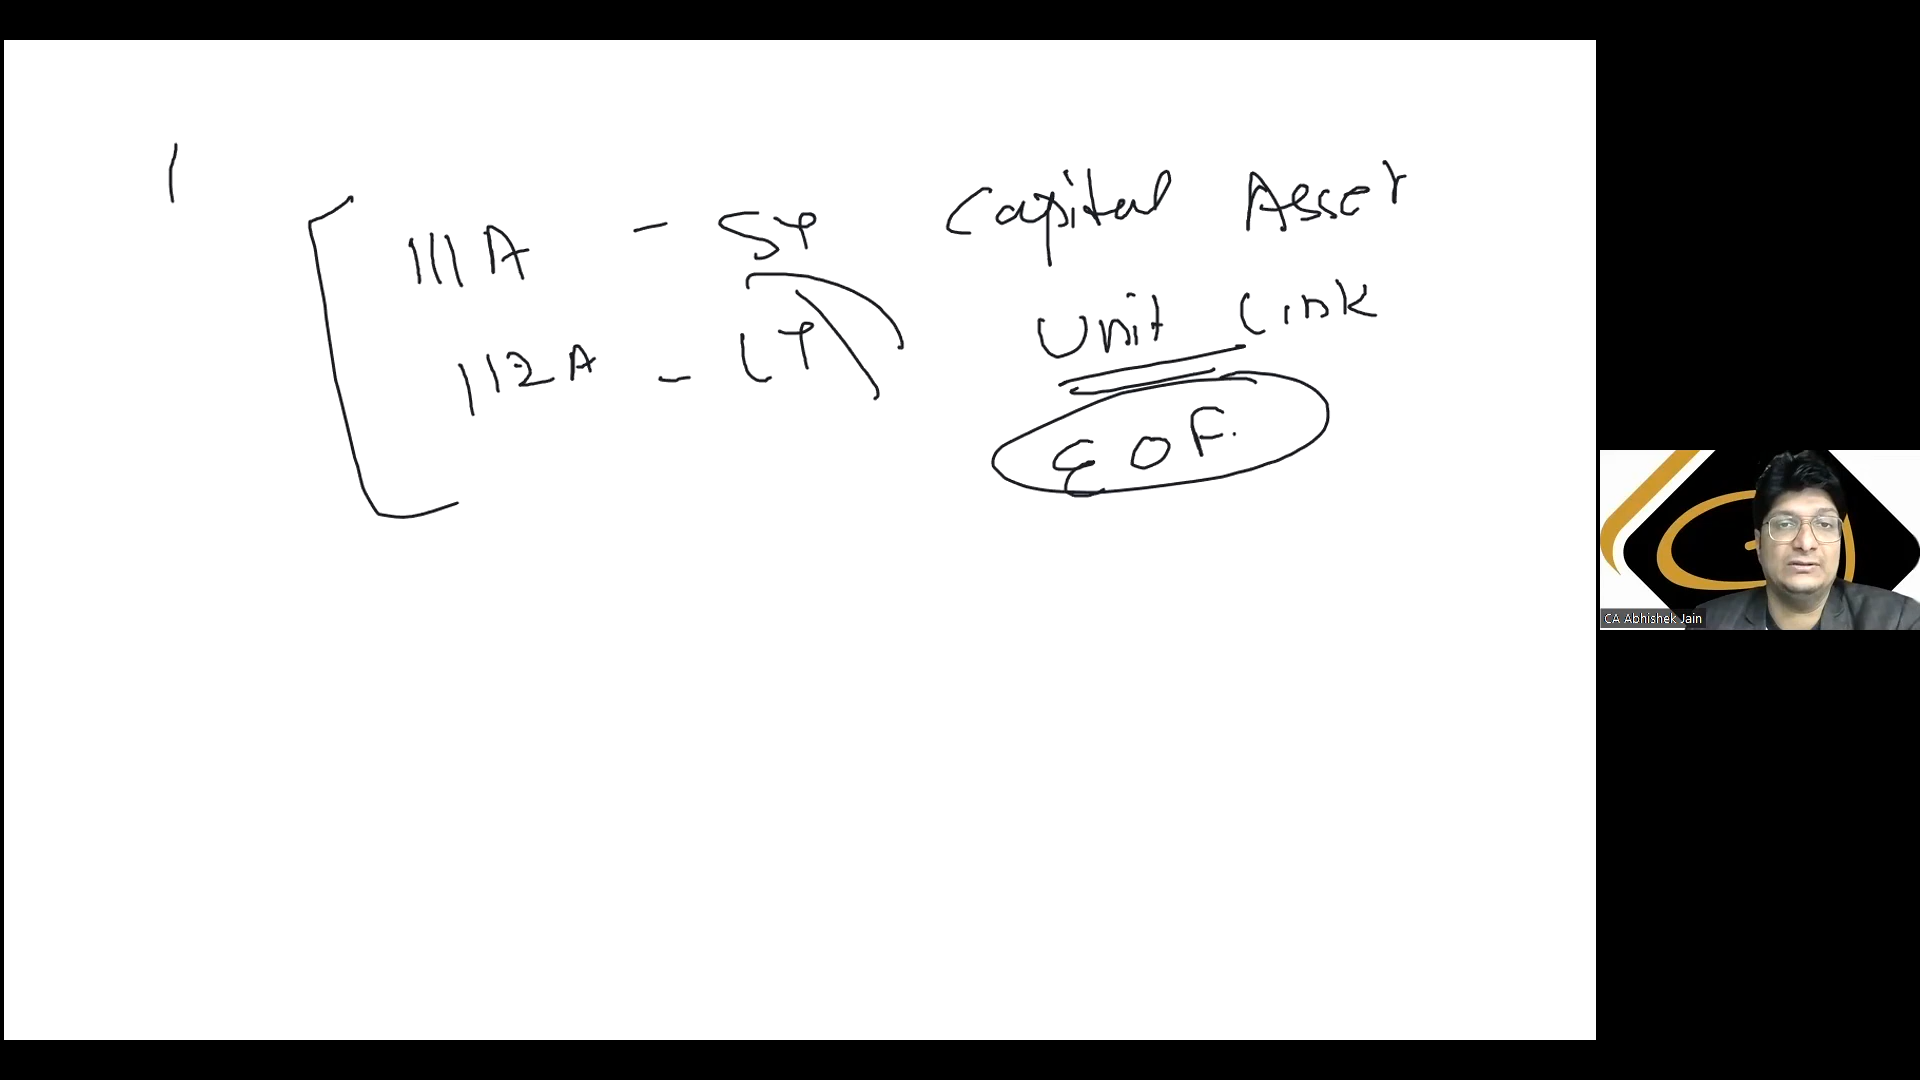 111A - ST Capital Asset
112A - LT Unit Link
EOF.
CA Abhishek Jain